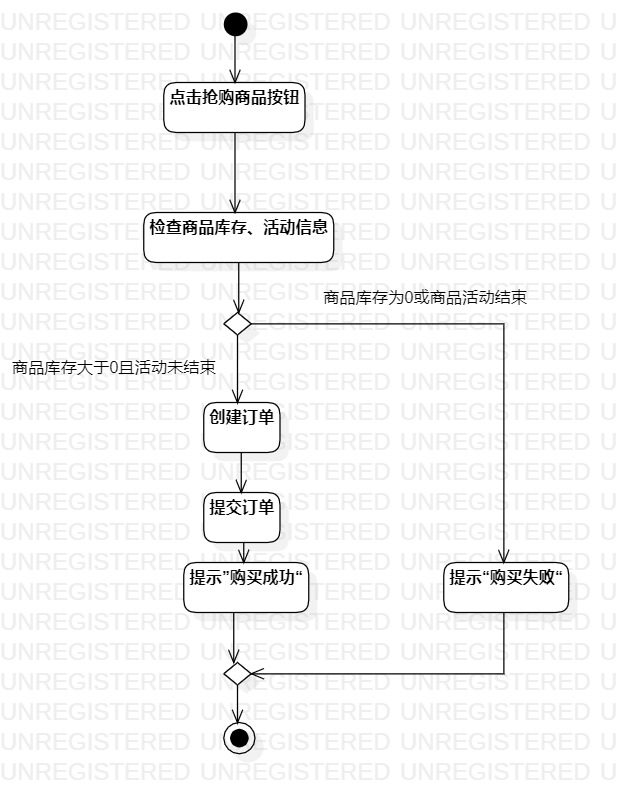 点击抢购商品按钮
检查商品库存、活动信息
商品库存为0或商品活动结束
商品库存大于0且活动未结束
创建订单
提交订单
提示”购买成功“
提示“购买失败“
UNREGISTERED